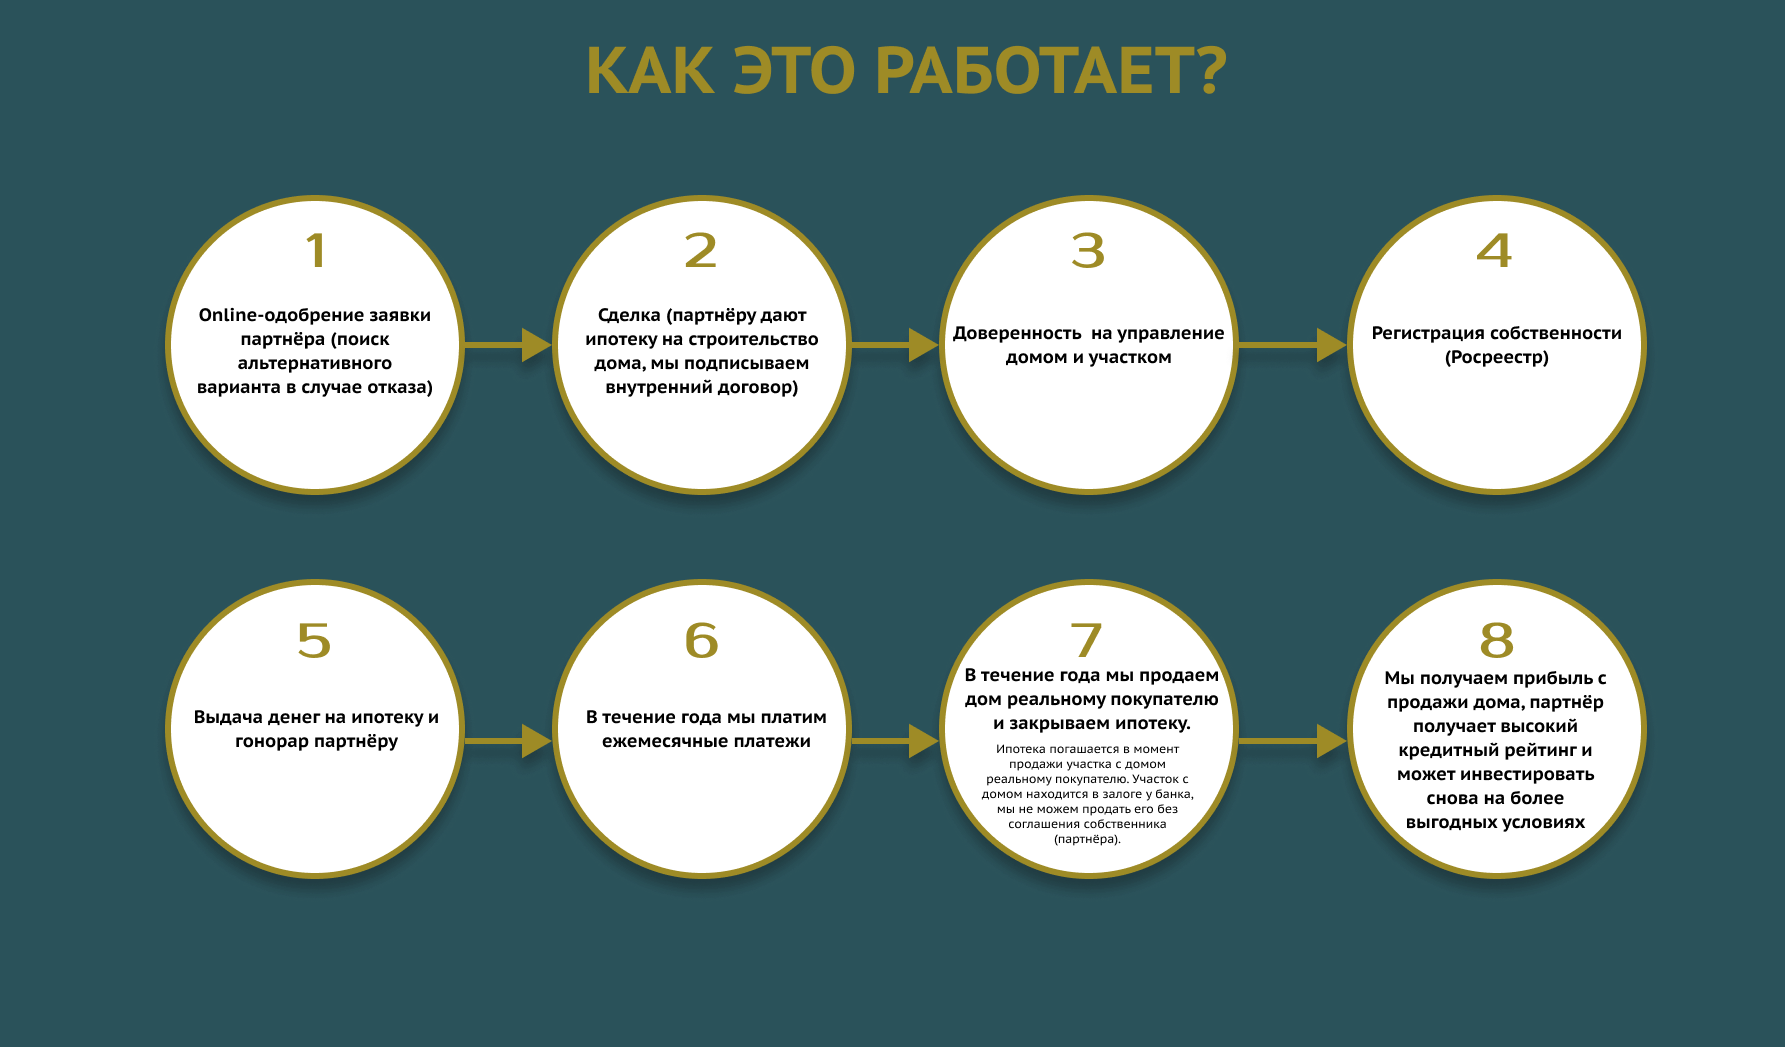 КАК ЭТО РАБОТАЕТ?
1
Online-одобрение заявки
партнёра (поиск
альтернативного
варианта в случае отказа)
2
Сделка (партнёру дают
ипотеку на строительство
дома, мы подписываем
внутренний договор)
3
Доверенность на управление
домом и участком
4
Регистрация собственности
(Росреестр)
5
Выдача денег на ипотеку и
гонорар партнёру
6
В течение года мы платим
ежемесячные платежи
7
В течение года мы продаем
дом реальному покупателю
и закрываем ипотеку.
Ипотека погашается в момент
продажи участка с домом
реальному покупателю. Участок с
домом находится в залоге у банка,
мы не можем продать его без
соглашения собственника
(партнёра).
8
Мы получаем прибыль с
продажи дома, партнёр
получает высокий
кредитный рейтинг и
может инвестировать
снова на более
выгодных условиях